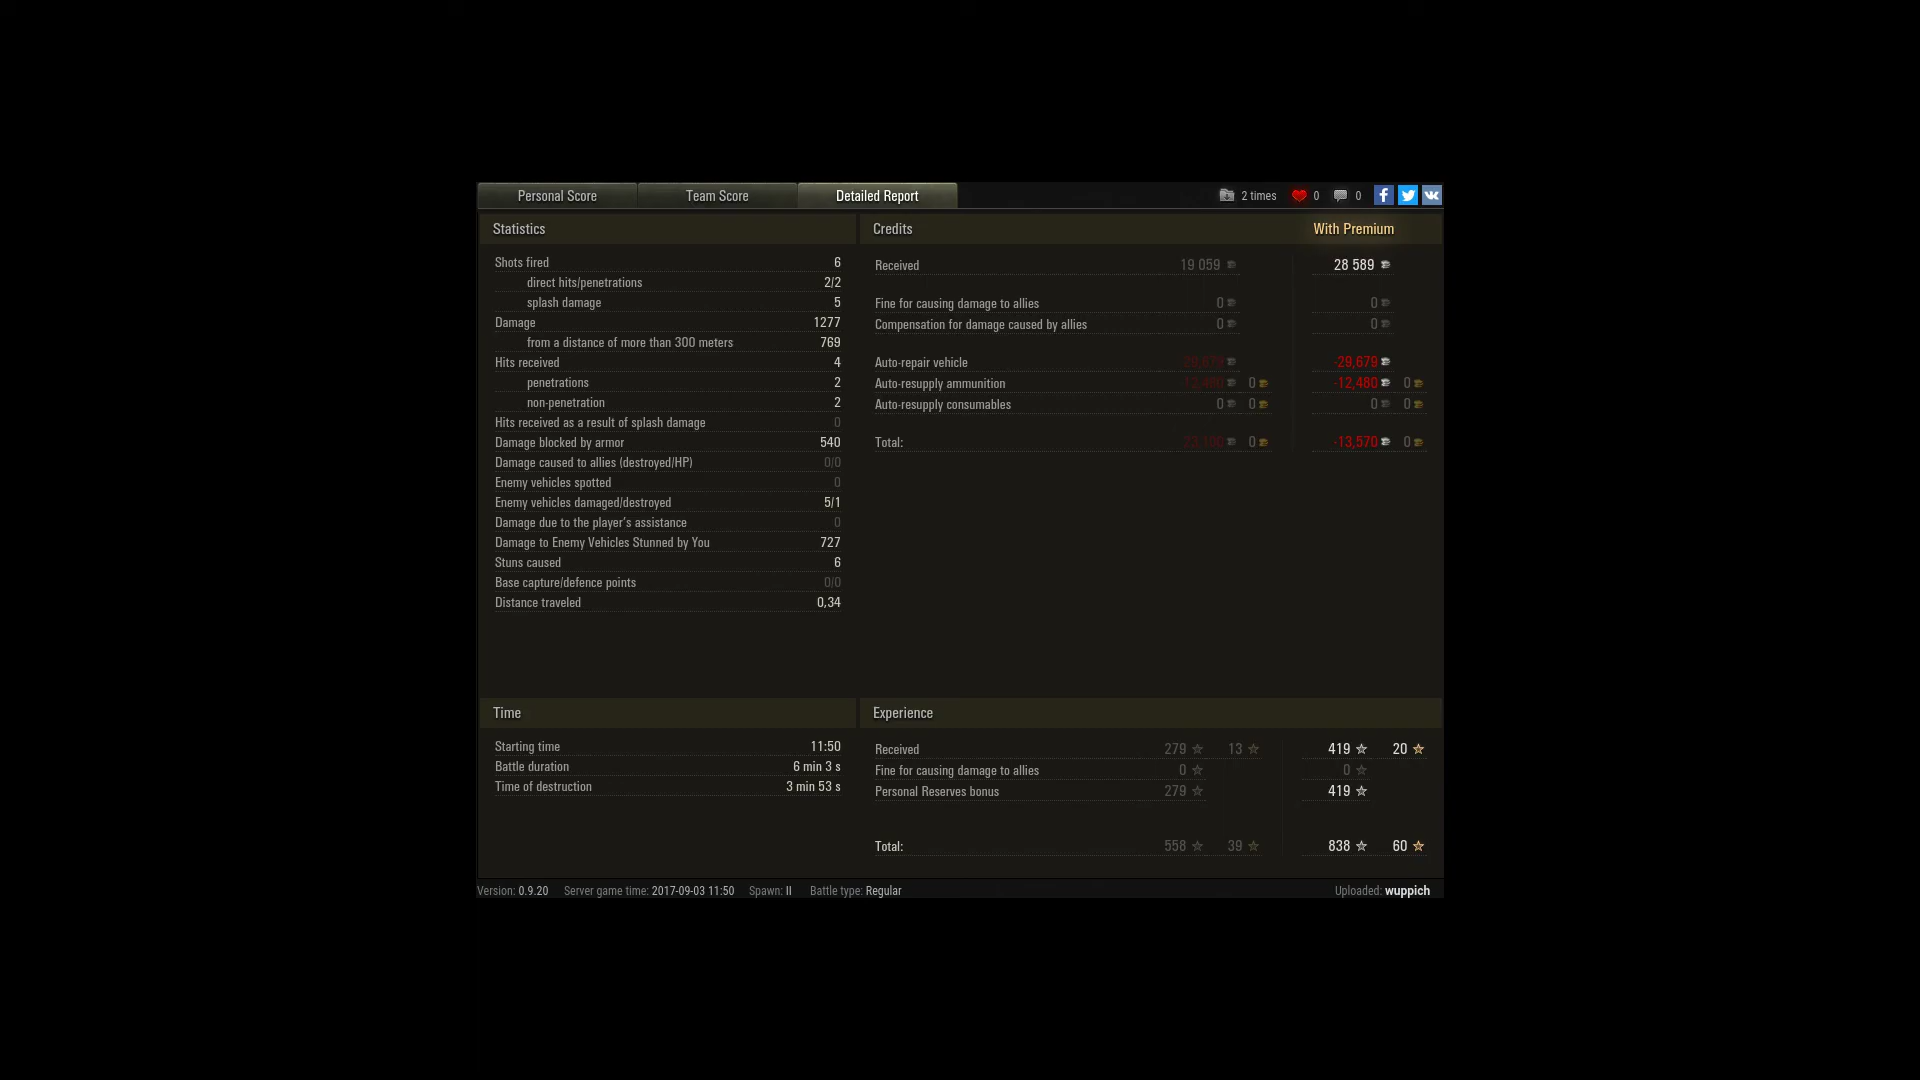 Personal Score Team Score Detailed Report 2 times 0 0
Statistics
Shots fired 6
direct hits/penetrations 2/2
splash damage 5
Damage 1277
from a distance of more than 300 meters 769
Hits received 4
penetrations 2
non-penetration 2
Hits received as a result of splash damage 0
Damage blocked by armor 540
Damage caused to allies (destroyed/HP) 0/0
Enemy vehicles spotted 0
Enemy vehicles damaged/destroyed 5/1
Damage due to the player's assistance 0
Damage to Enemy Vehicles Stunned by You 727
Stuns caused 6
Base capture/defence points 0/0
Distance traveled 0,34
Credits With Premium
Received 19 059 28 589
Fine for causing damage to allies 0 0
Compensation for damage caused by allies 0 0
Auto-repair vehicle -29,679 -29,679
Auto-resupply ammunition -12,480 0 -12,480 0
Auto-resupply consumables 0 0 0 0
Total: -23,100 0 -13,570 0
Time
Starting time 11:50
Battle duration 6 min 3 s
Time of destruction 3 min 53 s
Experience
Received 279 13 419 20
Fine for causing damage to allies 0 0
Personal Reserves bonus 279 419
Total: 558 39 838 60
Version: 0.9.20 Server game time: 2017-09-03 11:50 Spawn: II Battle type: Regular Uploaded: wuppich